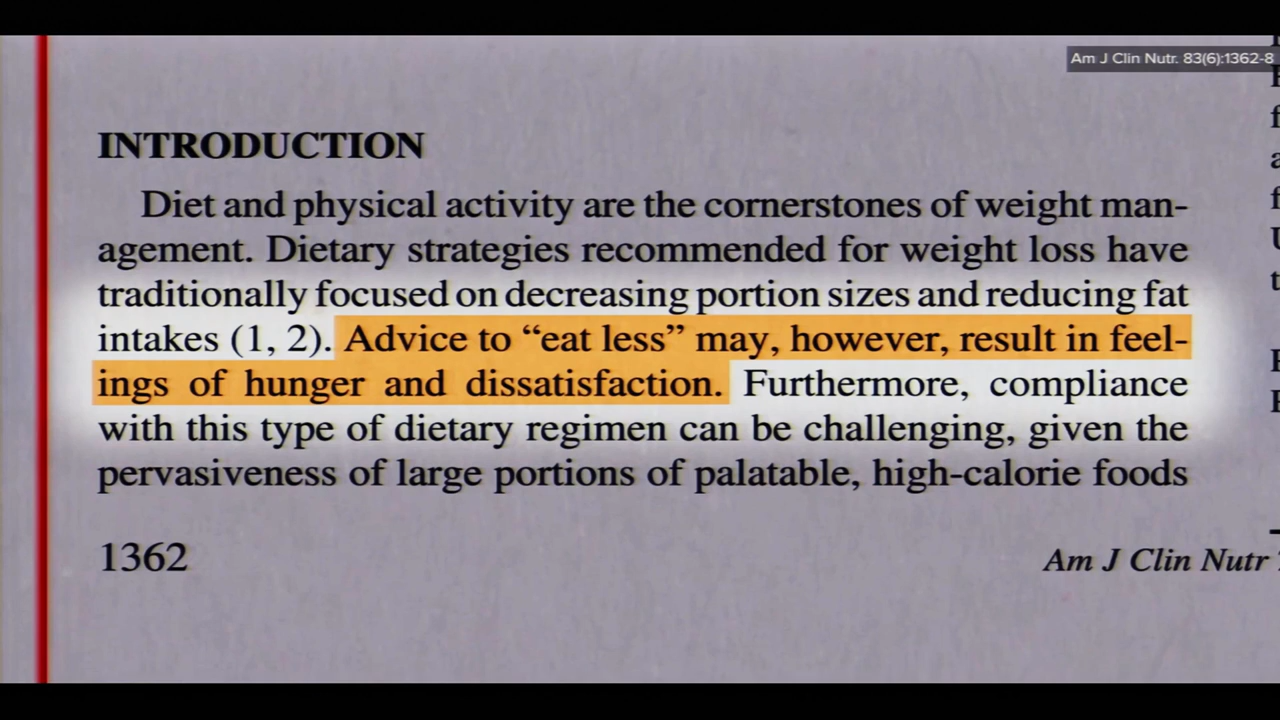 Am J Clin Nutr. 83(6):1362-8
INTRODUCTION
Diet and physical activity are the cornerstones of weight man-
agement. Dietary strategies recommended for weight loss have
traditionally focused on decreasing portion sizes and reducing fat
intakes (1, 2). Advice to “eat less” may, however, result in feel-
ings of hunger and dissatisfaction. Furthermore, compliance
with this type of dietary regimen can be challenging, given the
pervasiveness of large portions of palatable, high-calorie foods
1362
Am J Clin Nutr